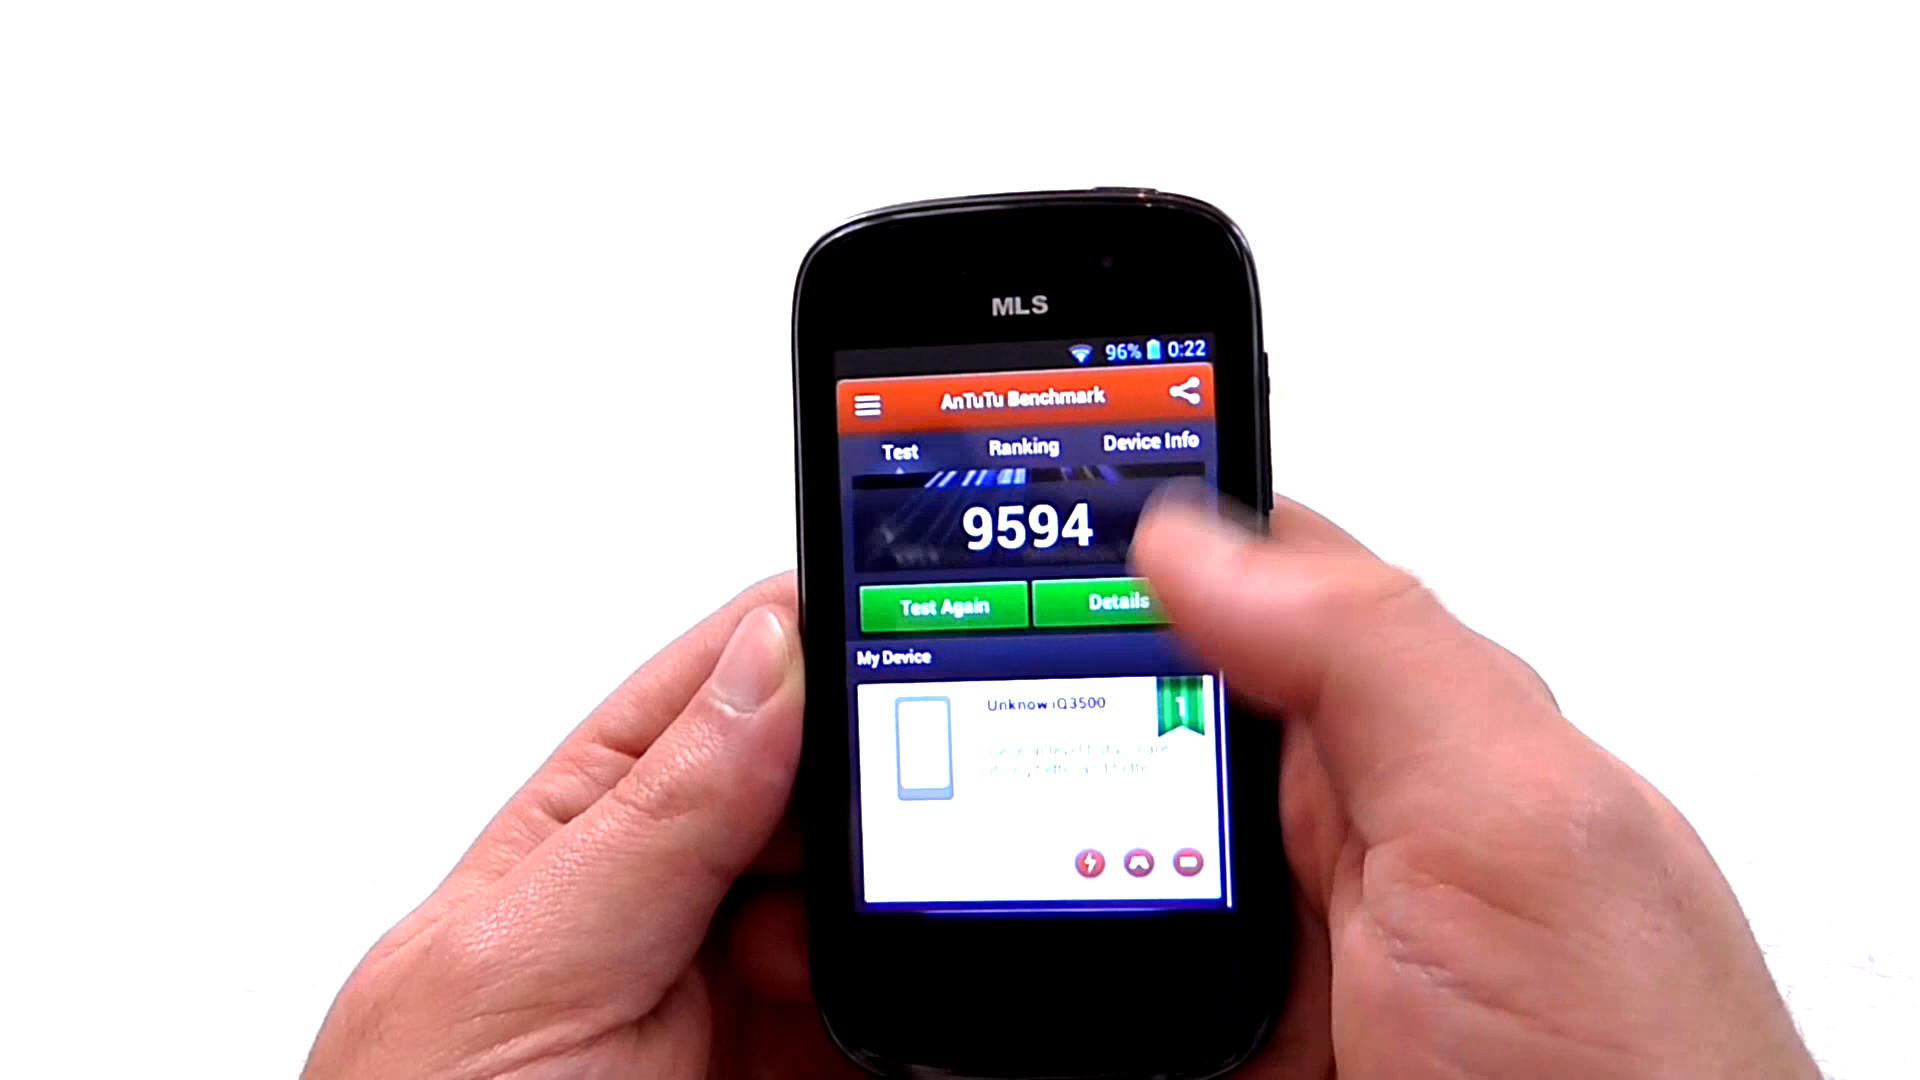 MLS
96% 0:22
AnTuTu Benchmark
Test Ranking Device Info
9594
Test Again Details
My Device
Unknow iQ3500
1